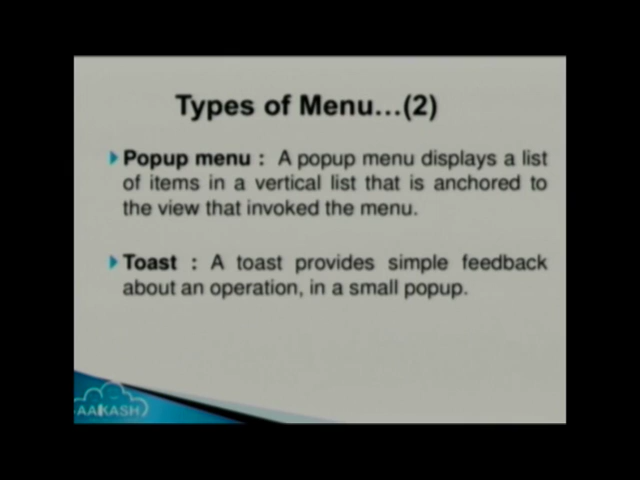 Types of Menu...(2)
Popup menu : A popup menu displays a list
of items in a vertical list that is anchored to
the view that invoked the menu.
Toast : A toast provides simple feedback
about an operation, in a small popup.
AAKASH